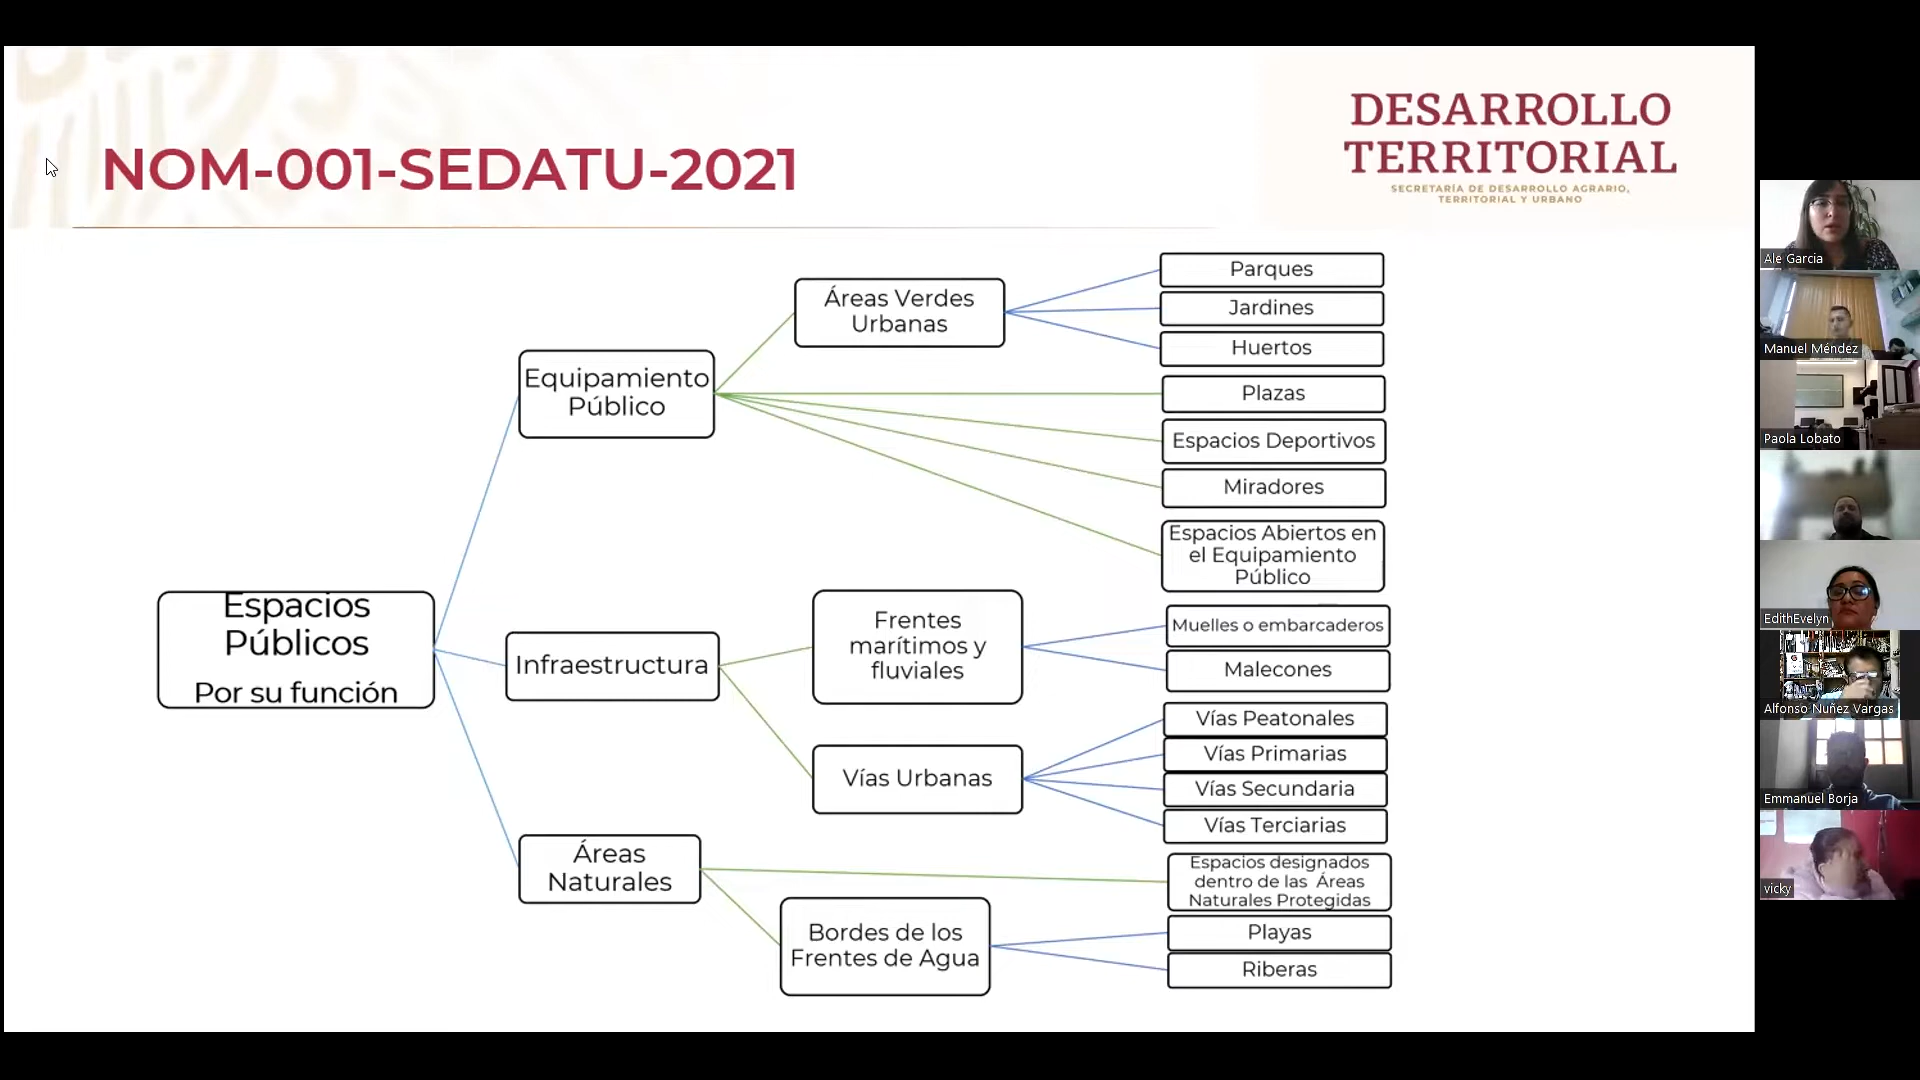 NOM-001-SEDATU-2021
DESARROLLO
TERRITORIAL
SECRETARÍA DE DESARROLLO AGRARIO,
TERRITORIAL Y URBANO
Espacios
Públicos
Por su función
Equipamiento
Público
Áreas Verdes
Urbanas
Parques
Jardines
Huertos
Plazas
Espacios Deportivos
Miradores
Espacios Abiertos en
el Equipamiento
Público
Infraestructura
Frentes
marítimos y
fluviales
Muelles o embarcaderos
Malecones
Vías Urbanas
Vías Peatonales
Vías Primarias
Vías Secundaria
Vías Terciarias
Áreas
Naturales
Espacios designados
dentro de las Áreas
Naturales Protegidas
Bordes de los
Frentes de Agua
Playas
Riberas
Ale Garcia
Manuel Méndez
Paola Lobato
EdithEvelyn
Alfonso Nuñez Vargas
Emmanuel Borja
vicky